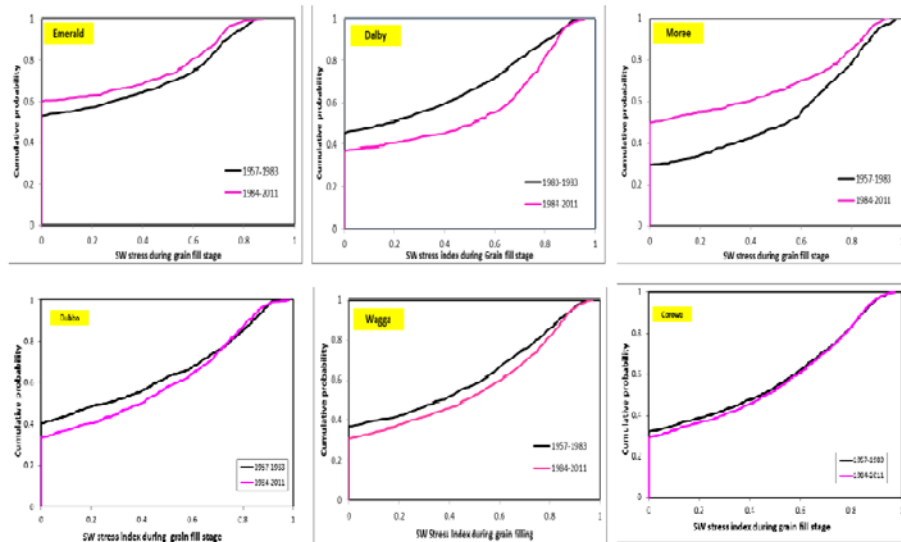 Emerald
Cumulative probability
1
0.8
0.6
0.4
0.2
0
1957-1983
1984-2011
0 0.2 0.4 0.6 0.8 1
SW stress during grain fill stage
Dalby
Cumulative probability
1
0.8
0.6
0.4
0.2
0
1983-1983
1984-2011
0 0.2 0.4 0.6 0.8 1
SW stress index during Grain fill stage
Moree
Cumulative probability
1
0.8
0.6
0.4
0.2
0
1957-1983
1984-2011
0 0.2 0.4 0.6 0.8 1
SW stress during grain fill stage
Dubbo
Cumulative probability
1
0.8
0.6
0.4
0.2
0
1957-1983
1984-2011
0 0.2 0.4 0.6 0.8 1
SW stress index during grain fill stage
Wagga
Cumulative probability
1
0.8
0.6
0.4
0.2
0
1957-1983
1984-2011
0 0.2 0.4 0.6 0.8 1
SW Stress Index during grain filling
Corowa
Cumulative probability
1
0.8
0.6
0.4
0.2
0
1957-1983
1984-2011
0 0.2 0.4 0.6 0.8 1
SW stress index during grain fill stage